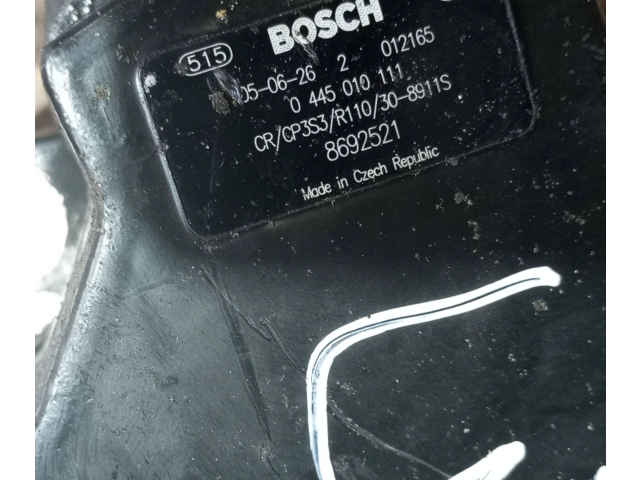 BOSCH
515
05-06-26 2 012165
0 445 010 111
CR/CP3S3/R110/30-8911S
8692521
Made in Czech Republic